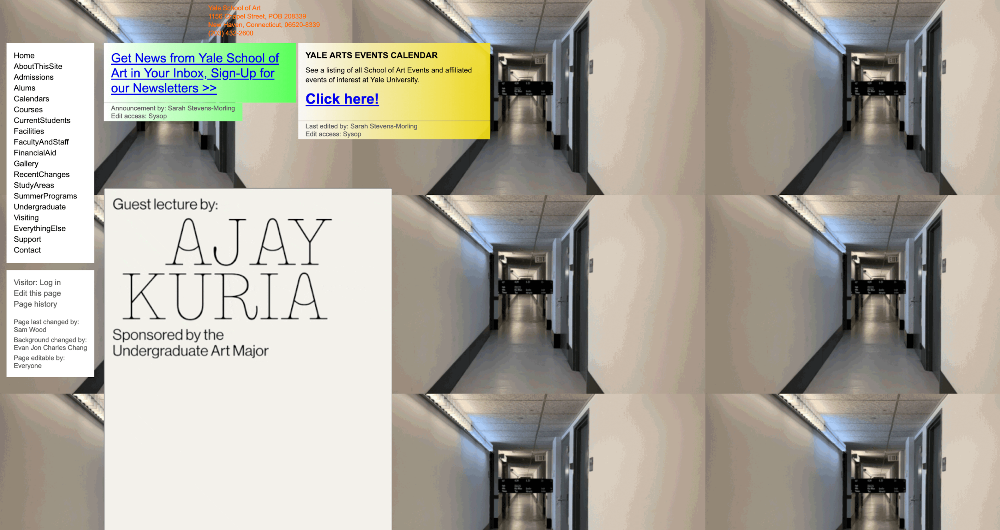 Yale School of Art
1156 Chapel Street, POB 208339
New Haven, Connecticut, 06520-8339
(203) 432-2600
Home
AboutThisSite
Admissions
Alums
Calendars
Courses
CurrentStudents
Facilities
FacultyAndStaff
FinancialAid
Gallery
RecentChanges
StudyAreas
SummerPrograms
Undergraduate
Visiting
EverythingElse
Support
Contact
Visitor: Log in
Edit this page
Page history
Page last changed by:
Sam Wood
Background changed by:
Evan Jon Charles Chang
Page editable by:
Everyone
Get News from Yale School of
Art in Your Inbox, Sign-Up for
our Newsletters >>
Announcement by: Sarah Stevens-Morling
Edit access: Sysop
YALE ARTS EVENTS CALENDAR
See a listing of all School of Art Events and affiliated
events of interest at Yale University.
Click here!
Last edited by: Sarah Stevens-Morling
Edit access: Sysop
Guest lecture by:
AJAY
KURIA
Sponsored by the
Undergraduate Art Major
EXIT
EXIT
EXIT
EXIT
EXIT
EXIT